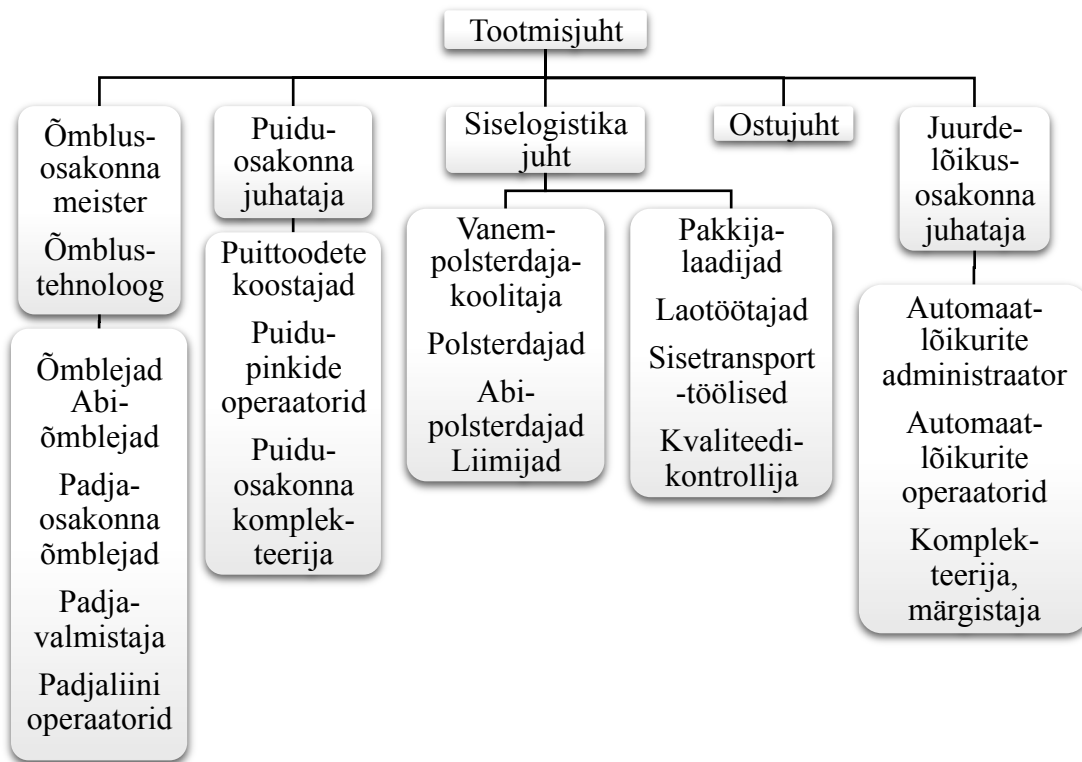 Tootmisjuht
Õmblus-
osakonna
meister
Õmblus-
tehnoloog
Õmblejad
Abi-
õmblejad
Padja-
osakonna
õmblejad
Padja-
valmistaja
Padjaliini
operaatorid
Puidu-
osakonna
juhataja
Puittoodete
koostajad
Puidu-
pinkide
operaatorid
Puidu-
osakonna
komplek-
teerija
Siselogistika
juht
Vanem-
polsterdaja-
koolitaja
Polsterdajad
Abi-
polsterdajad
Liimijad
Pakkija-
laadijad
Laotöötajad
Sisetransport
-töölised
Kvaliteedi-
kontrollija
Ostujuht
Juurde-
lõikus-
osakonna
juhataja
Automaat-
lõikurite
administraator
Automaat-
lõikurite
operaatorid
Komplek-
teerija,
märgistaja